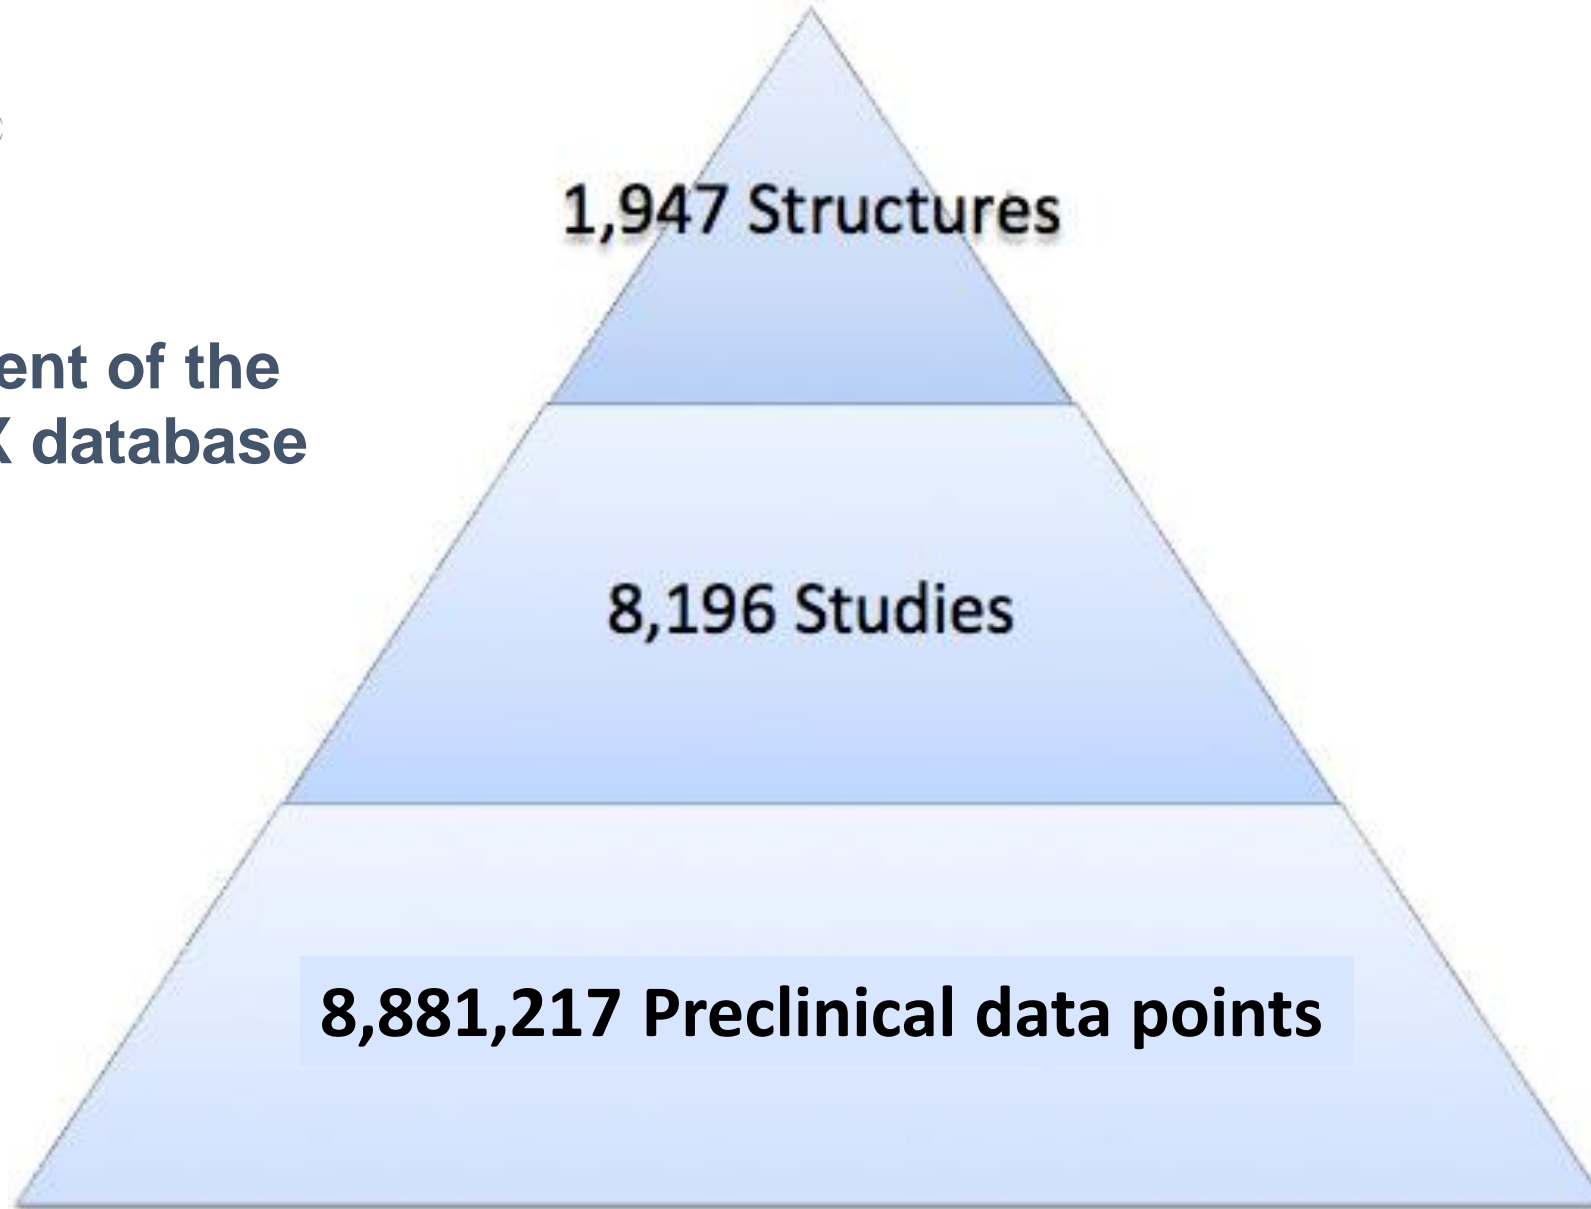 1,947 Structures
ent of the
X database
8,196 Studies
8,881,217 Preclinical data points